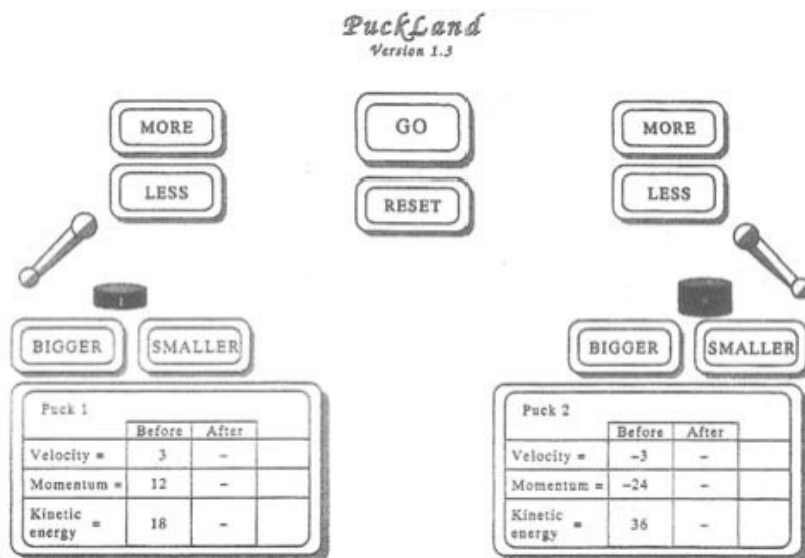 PuckLand
Version 1.3
MORE
GO
MORE
LESS
RESET
LESS
1
BIGGER
SMALLER
BIGGER
SMALLER
Puck 1
Before After
Velocity = 3 –
Momentum = 12 –
Kinetic energy = 18 –
Puck 2
Before After
Velocity = –3 –
Momentum = –24 –
Kinetic energy = 36 –